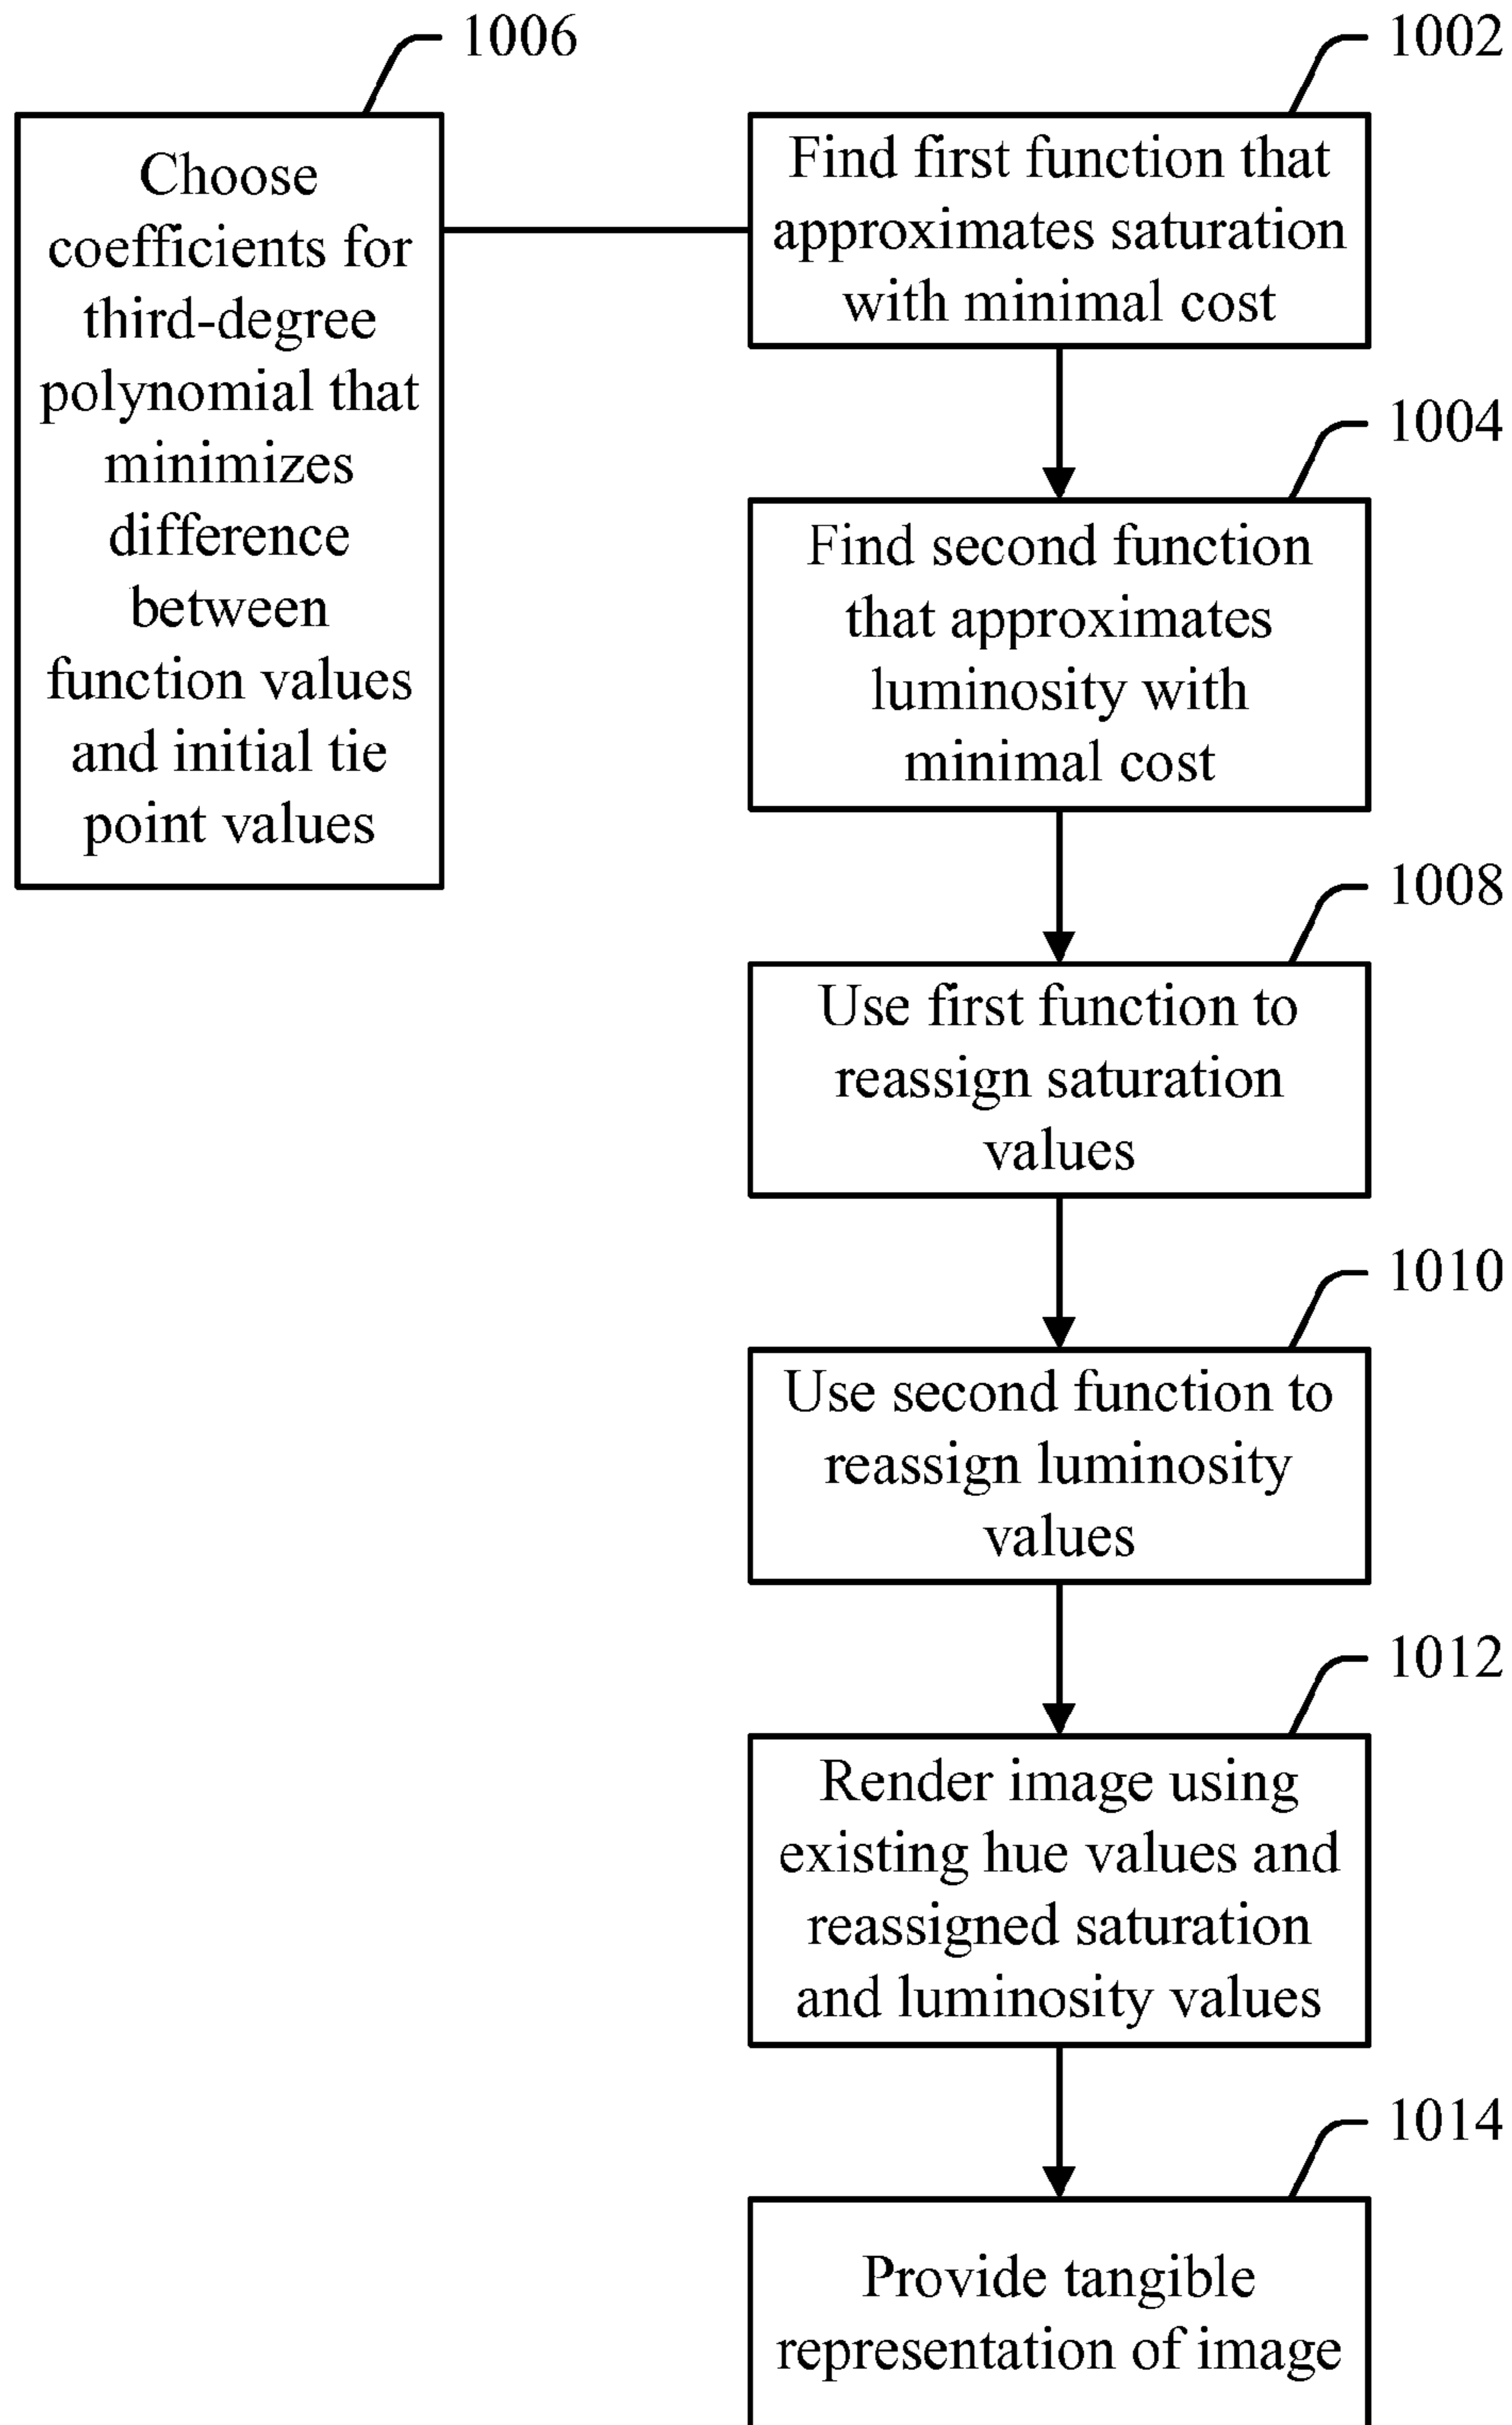 1006
Choose
coefficients for
third-degree
polynomial that
minimizes
difference
between
function values
and initial tie
point values
1002
Find first function that
approximates saturation
with minimal cost
1004
Find second function
that approximates
luminosity with
minimal cost
1008
Use first function to
reassign saturation
values
1010
Use second function to
reassign luminosity
values
1012
Render image using
existing hue values and
reassigned saturation
and luminosity values
1014
Provide tangible
representation of image